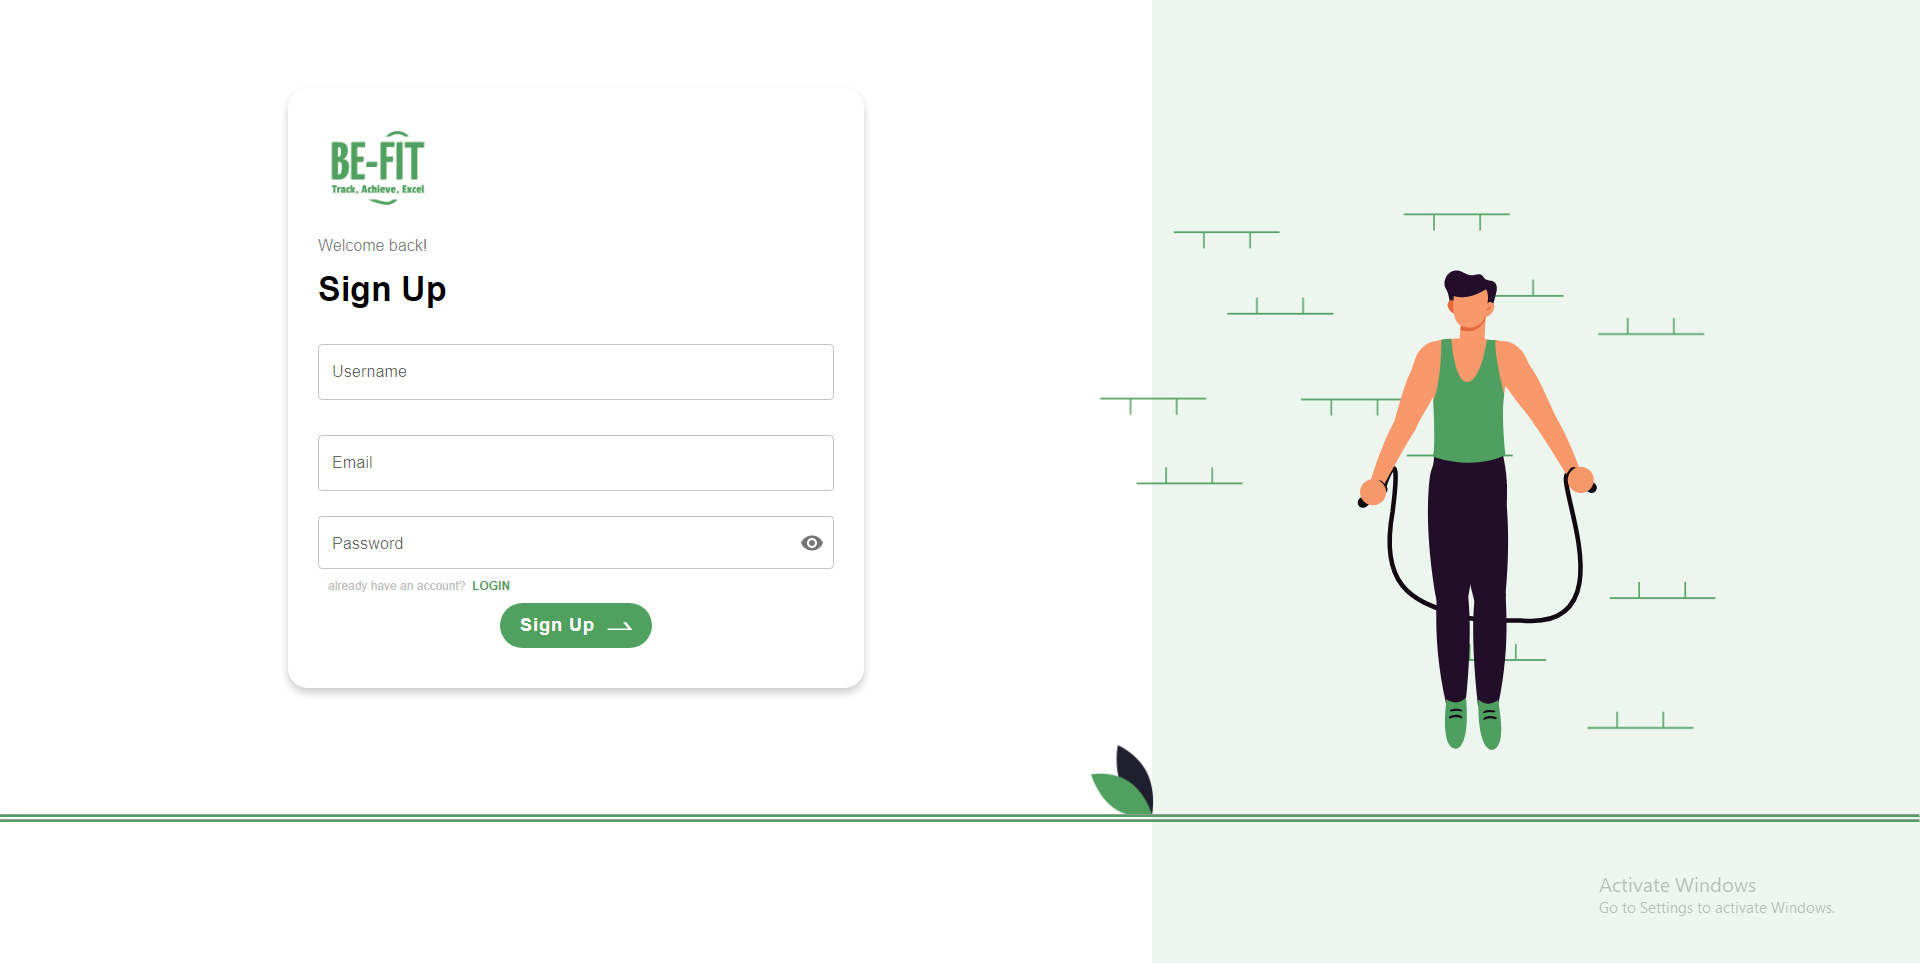 BE-FIT
Track, Achieve, Excel
Welcome back!
Sign Up
Username
Email
Password
already have an account? LOGIN
Sign Up
Activate Windows
Go to Settings to activate Windows.